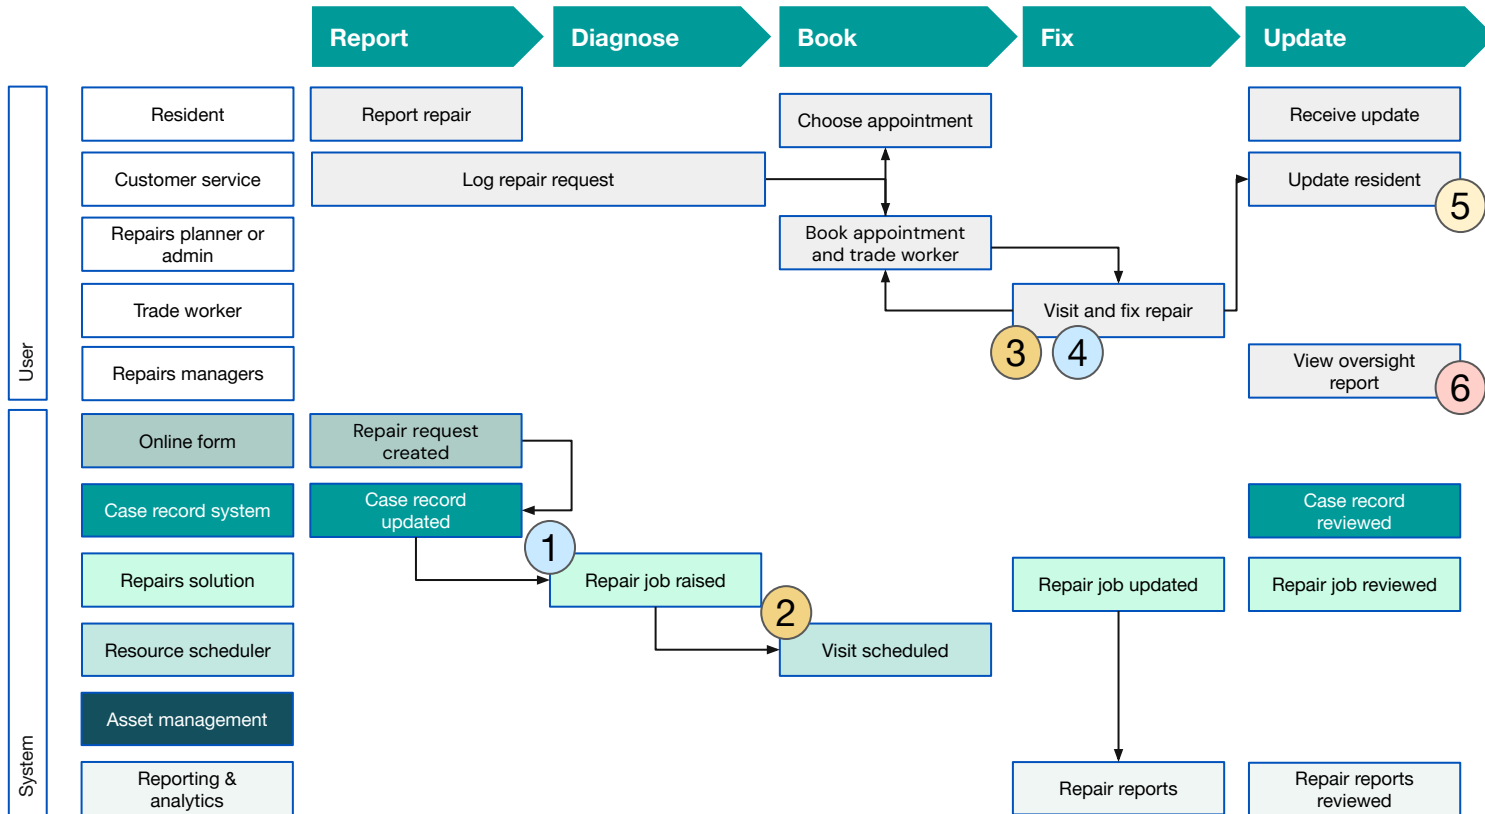 Report
Diagnose
Book
Fix
Update
User
Resident
Report repair
Choose appointment
Receive update
Customer service
Log repair request
Update resident
5
Repairs planner or
admin
Book appointment
and trade worker
Trade worker
Visit and fix repair
3
4
Repairs managers
View oversight
report
6
System
Online form
Repair request
created
Case record system
Case record
updated
Case record
reviewed
1
Repairs solution
Repair job raised
Repair job updated
Repair job reviewed
2
Resource scheduler
Visit scheduled
Asset management
Reporting &
analytics
Repair reports
Repair reports
reviewed